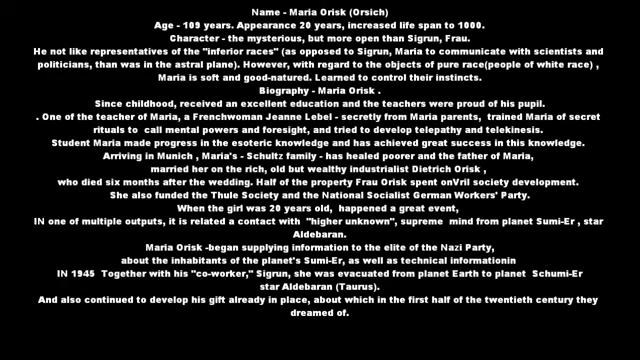 Name - Maria Orisk (Orsich)
Age - 109 years. Appearance 20 years, increased life span to 1000.
Character - the mysterious, but more open than Sigrun, Frau.
He not like representatives of the "inferior races" (as opposed to Sigrun, Maria to communicate with scientists and
politicians, than was in the astral plane). However, with regard to the objects of pure race(people of white race) ,
Maria is soft and good-natured. Learned to control their instincts.
Biography - Maria Orisk .
Since childhood, received an excellent education and the teachers were proud of his pupil.
. One of the teacher of Maria, a Frenchwoman Jeanne Lebel - secretly from Maria parents,  trained Maria of secret
rituals to  call mental powers and foresight, and tried to develop telepathy and telekinesis.
Student Maria made progress in the esoteric knowledge and has achieved great success in this knowledge.
Arriving in Munich , Maria's - Schultz family - has healed poorer and the father of Maria,
married her on the rich, old but wealthy industrialist Dietrich Orisk ,
who died six months after the wedding. Half of the property Frau Orisk spent onVril society development.
She also funded the Thule Society and the National Socialist German Workers' Party.
When the girl was 20 years old,  happened a great event,
IN one of multiple outputs, it is related a contact with "higher unknown", supreme  mind from planet Sumi-Er , star
Aldebaran.
Maria Orisk -began supplying information to the elite of the Nazi Party,
about the inhabitants of the planet's Sumi-Er, as well as technical informationin
IN 1945  Together with his "co-worker," Sigrun, she was evacuated from planet Earth to planet  Schumi-Er
star Aldebaran (Taurus).
And also continued to develop his gift already in place, about which in the first half of the twentieth century they
dreamed of.